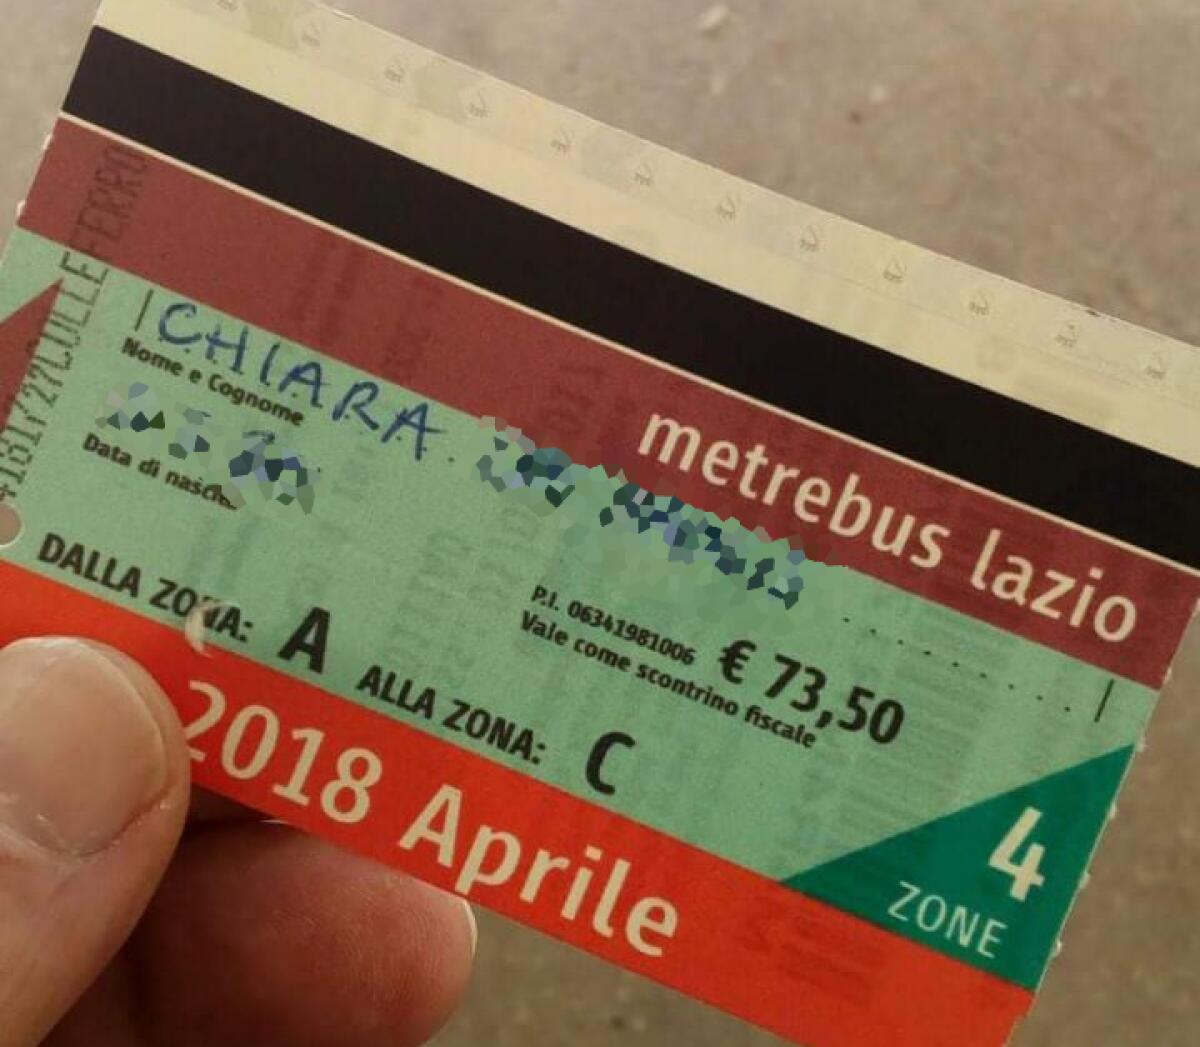 metrebus lazio
CHIARA
Nome e Cognome
Data di nascita
P.I. 06341981006
Vale come scontrino fiscale
€ 73,50
DALLA ZONA: A ALLA ZONA: C
4
ZONE
2018 Aprile